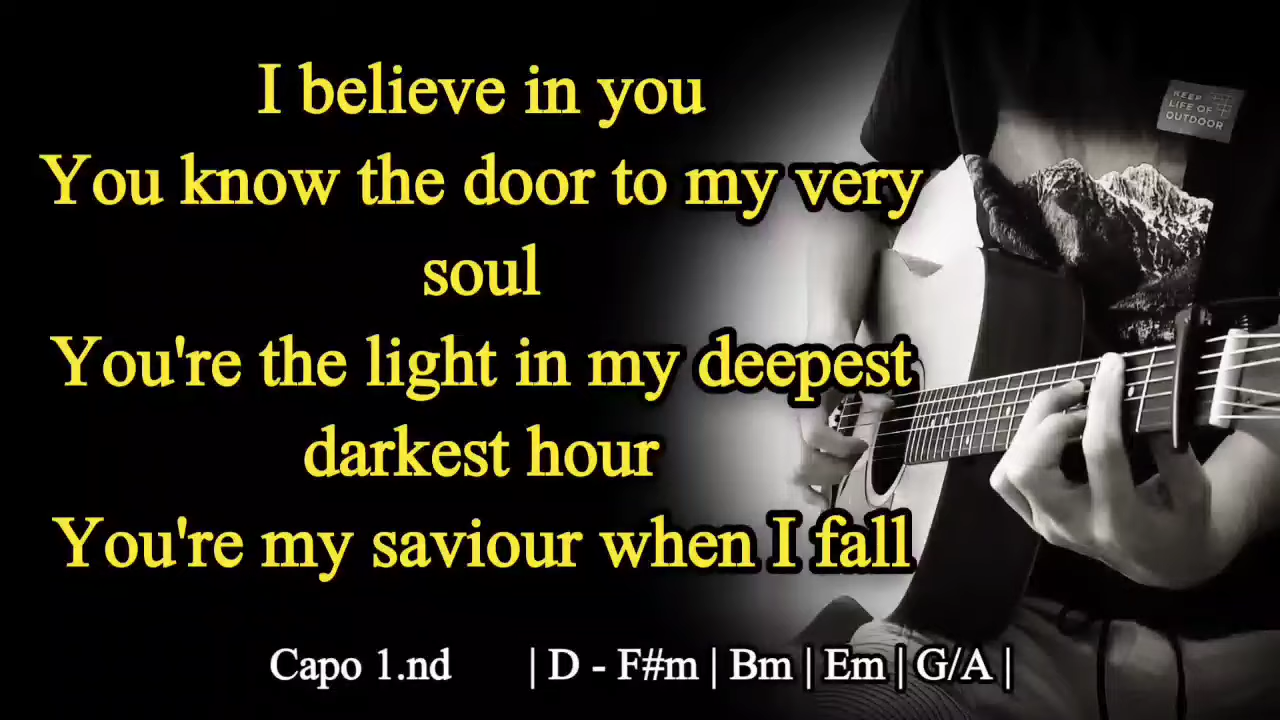 I believe in you
You know the door to my very
soul
You're the light in my deepest
darkest hour
You're my saviour when I fall
Capo 1.nd | D - F#m | Bm | Em | G/A |
KEEP
LIFE OF
OUTDOOR